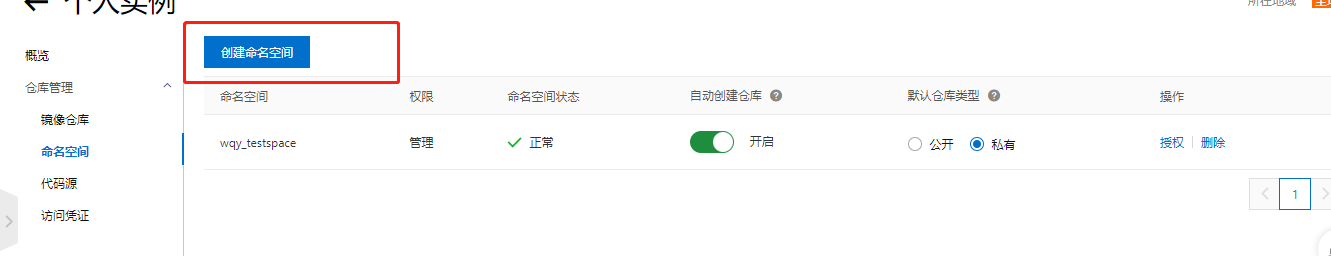 个人实例
所在地域
概览
仓库管理
镜像仓库
命名空间
代码源
访问凭证
创建命名空间
命名空间 权限 命名空间状态 自动创建仓库 ? 默认仓库类型 ? 操作
wqy_testspace 管理 正常 开启 公开 私有 授权 删除
1